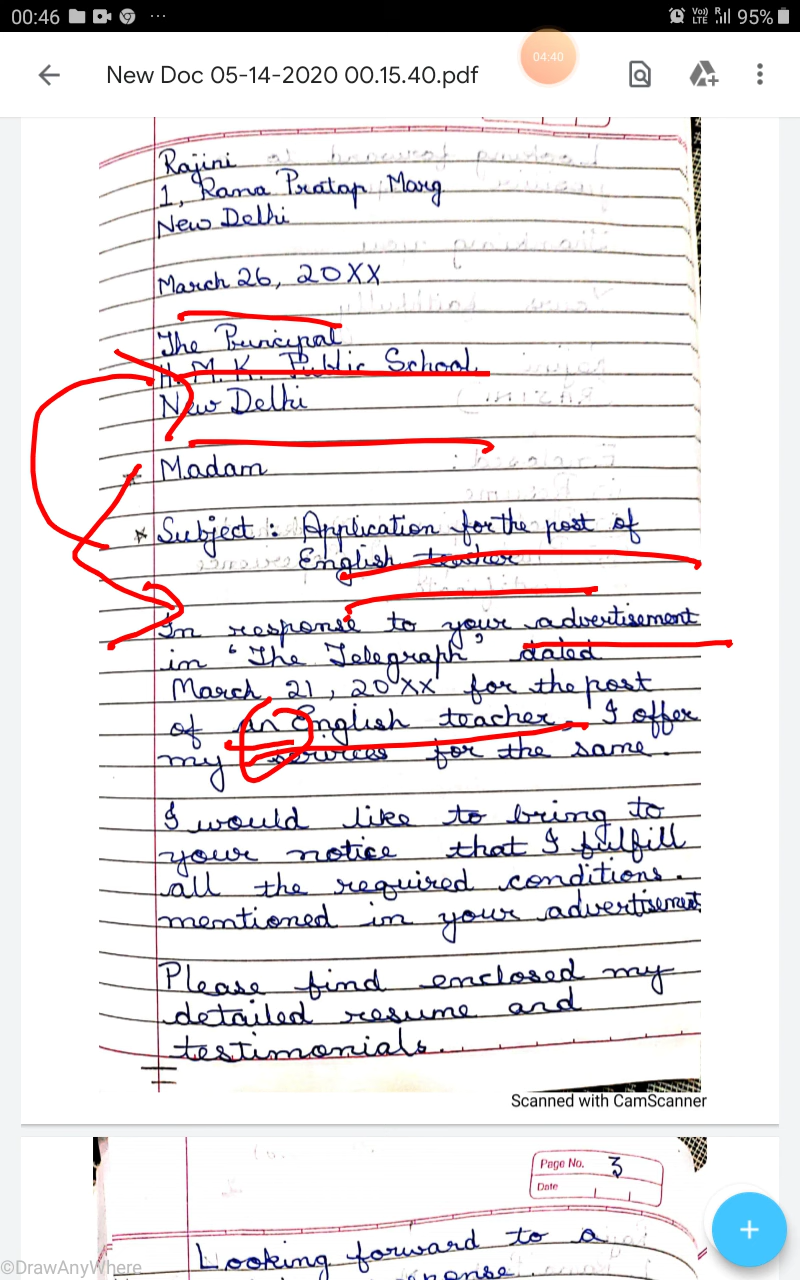 00:46 ... Vo)) LTE R 95%
04:40
New Doc 05-14-2020 00.15.40.pdf
Rajini
1, Rana Pratap Marg
New Delhi
March 26, 20XX
The Principal
H. M. K. Public School
New Delhi
Madam
* Subject: Application for the post of
English teacher
In response to your advertisement
in "The Telegraph" dated
March 21, 20XX for the post
of an English teacher, I offer
my services for the same.
I would like to bring to
your notice that I fulfill
all the required conditions.
mentioned in your advertisement
Please find enclosed my
detailed resume and
testimonials.
Scanned with CamScanner
Page No. 3
Date
Looking forward to a
©DrawAnyWhere